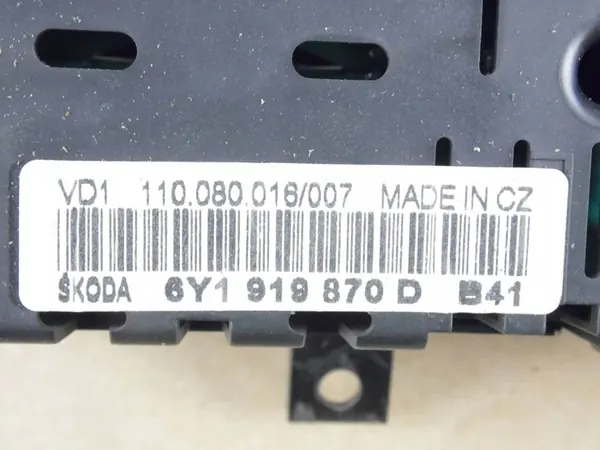 VD1 110.080.016/007 MADE IN CZ
ŠKODA 6Y1 919 870 D B41